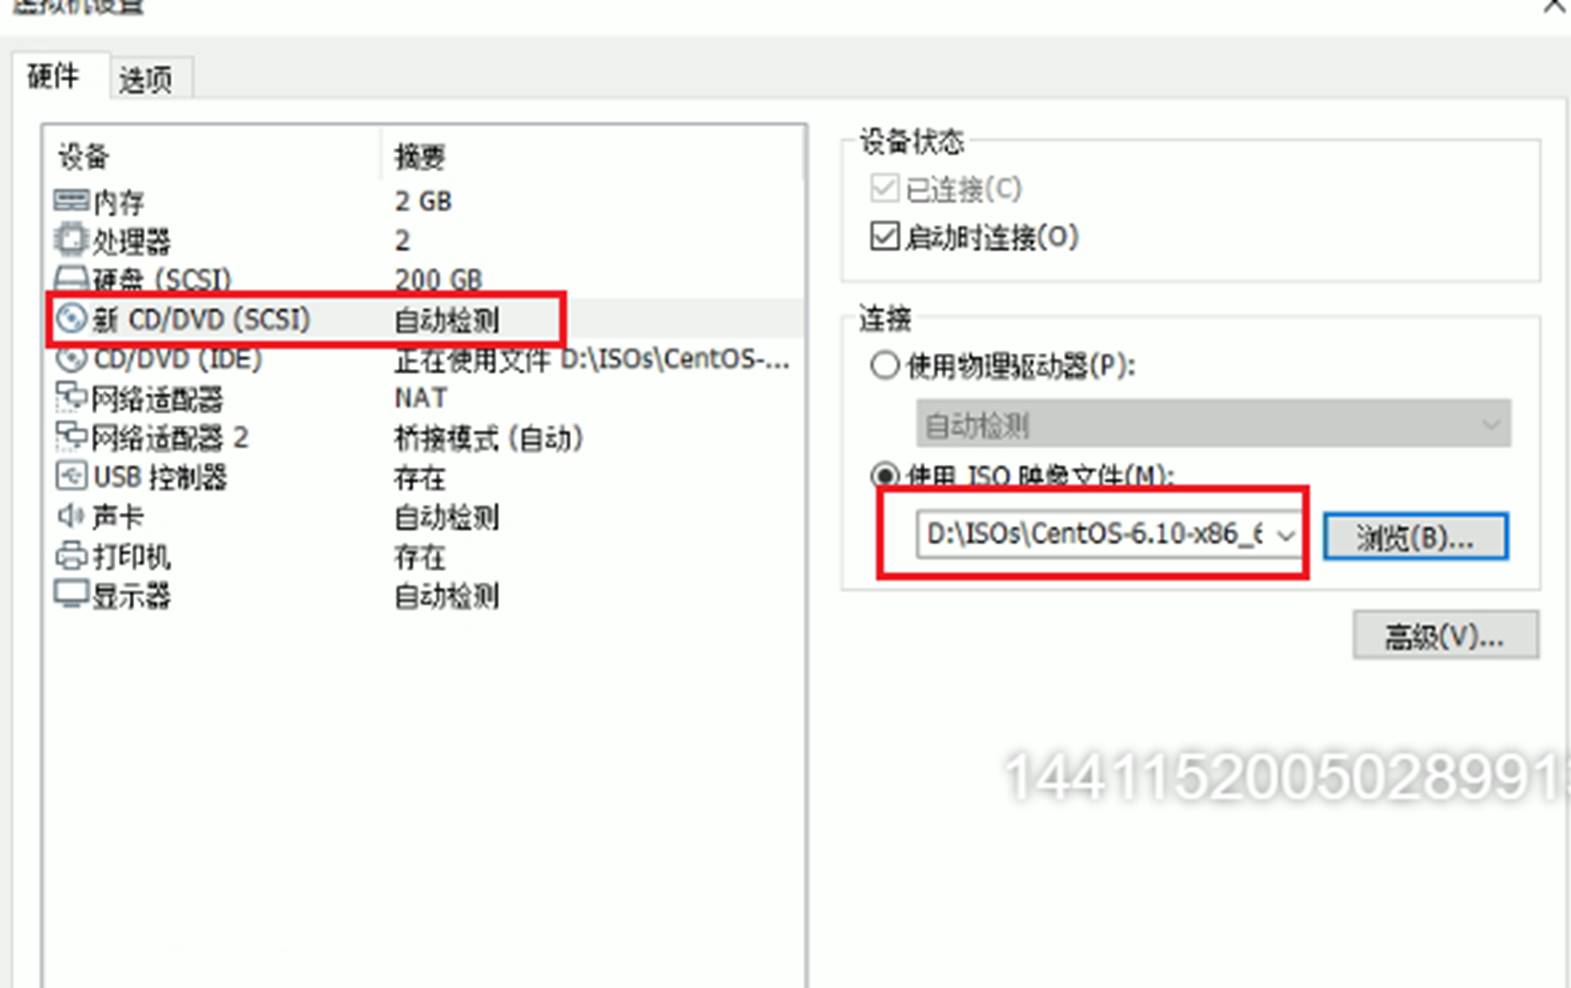 虚拟机设置
硬件 选项
设备 摘要
内存 2 GB
处理器 2
硬盘 (SCSI) 200 GB
新 CD/DVD (SCSI) 自动检测
CD/DVD (IDE) 正在使用文件 D:\ISOs\CentOS-...
网络适配器 NAT
网络适配器 2 桥接模式 (自动)
USB 控制器 存在
声卡 自动检测
打印机 存在
显示器 自动检测
设备状态
已连接(C)
启动时连接(O)
连接
使用物理驱动器(P):
自动检测
使用 ISO 映像文件(M):
D:\ISOs\CentOS-6.10-x86_6 浏览(B)...
高级(V)...
14411520050289913